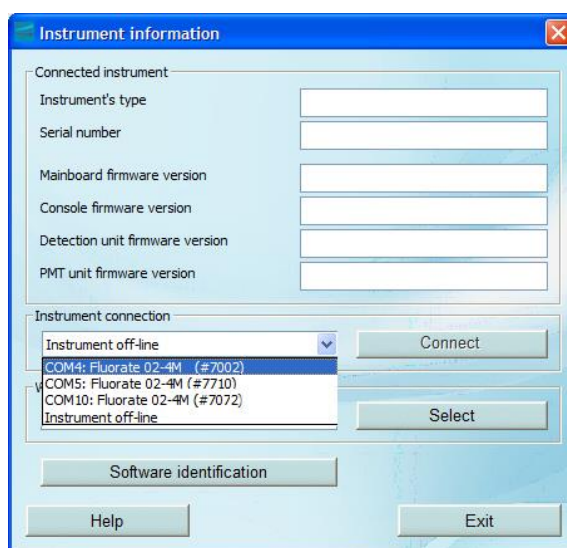 Instrument information
Connected instrument
Instrument's type
Serial number
Mainboard firmware version
Console firmware version
Detection unit firmware version
PMT unit firmware version
Instrument connection
Instrument off-line
Connect
COM4: Fluorate 02-4M (#7002)
COM5: Fluorate 02-4M (#7710)
COM10: Fluorate 02-4M (#7072)
Instrument off-line
Select
Software identification
Help
Exit